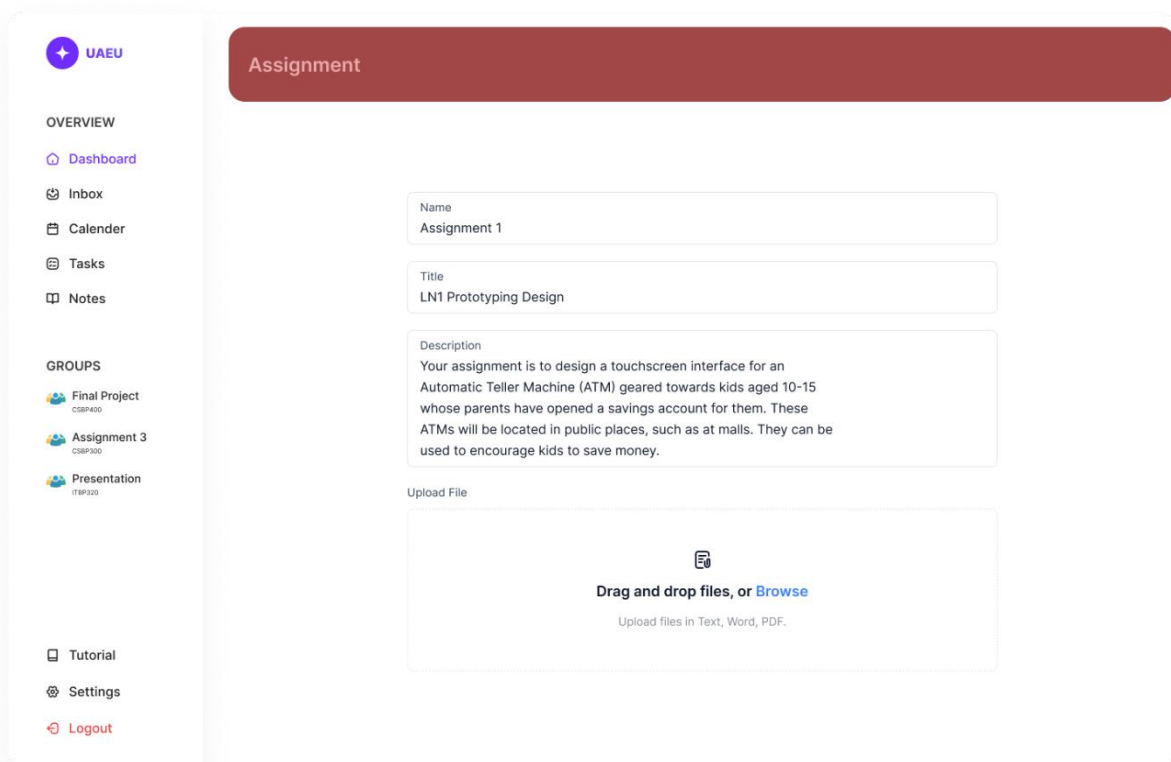 UAEU
OVERVIEW
Dashboard
Inbox
Calender
Tasks
Notes
GROUPS
Final Project
CSBP400
Assignment 3
CSBP300
Presentation
ITBP320
Tutorial
Settings
Logout
Assignment
Name
Assignment 1
Title
LN1 Prototyping Design
Description
Your assignment is to design a touchscreen interface for an
Automatic Teller Machine (ATM) geared towards kids aged 10-15
whose parents have opened a savings account for them. These
ATMs will be located in public places, such as at malls. They can be
used to encourage kids to save money.
Upload File
Drag and drop files, or Browse
Upload files in Text, Word, PDF.